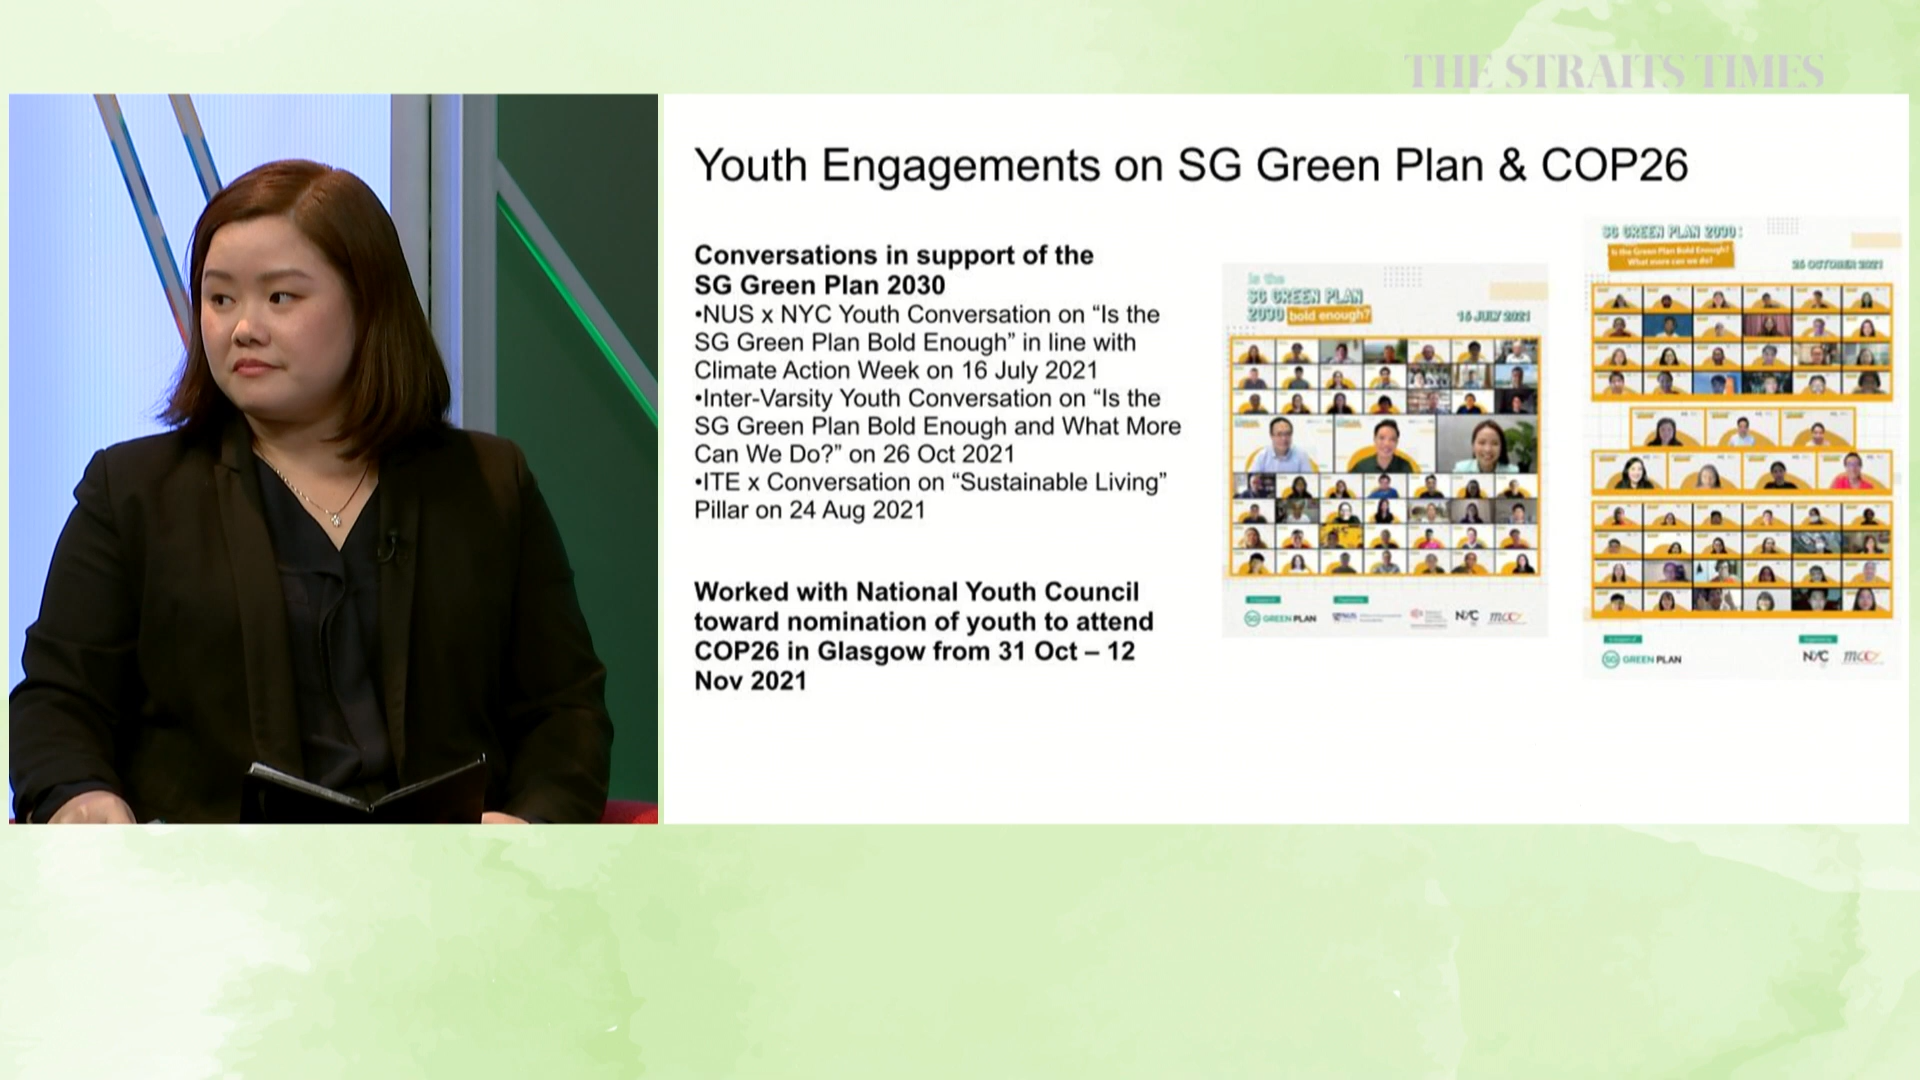 THE STRAITS TIMES
Youth Engagements on SG Green Plan & COP26
Conversations in support of the
SG Green Plan 2030
•NUS x NYC Youth Conversation on “Is the
SG Green Plan Bold Enough” in line with
Climate Action Week on 16 July 2021
•Inter-Varsity Youth Conversation on “Is the
SG Green Plan Bold Enough and What More
Can We Do?” on 26 Oct 2021
•ITE x Conversation on “Sustainable Living”
Pillar on 24 Aug 2021
Worked with National Youth Council
toward nomination of youth to attend
COP26 in Glasgow from 31 Oct – 12
Nov 2021
Is the
SG GREEN PLAN
2030 bold enough?
16 JULY 2021
SG GREEN PLAN
NYC
SG GREEN PLAN 2030:
Is the Green Plan Bold Enough?
What more can we do?
26 OCTOBER 2021
SG GREEN PLAN
NYC